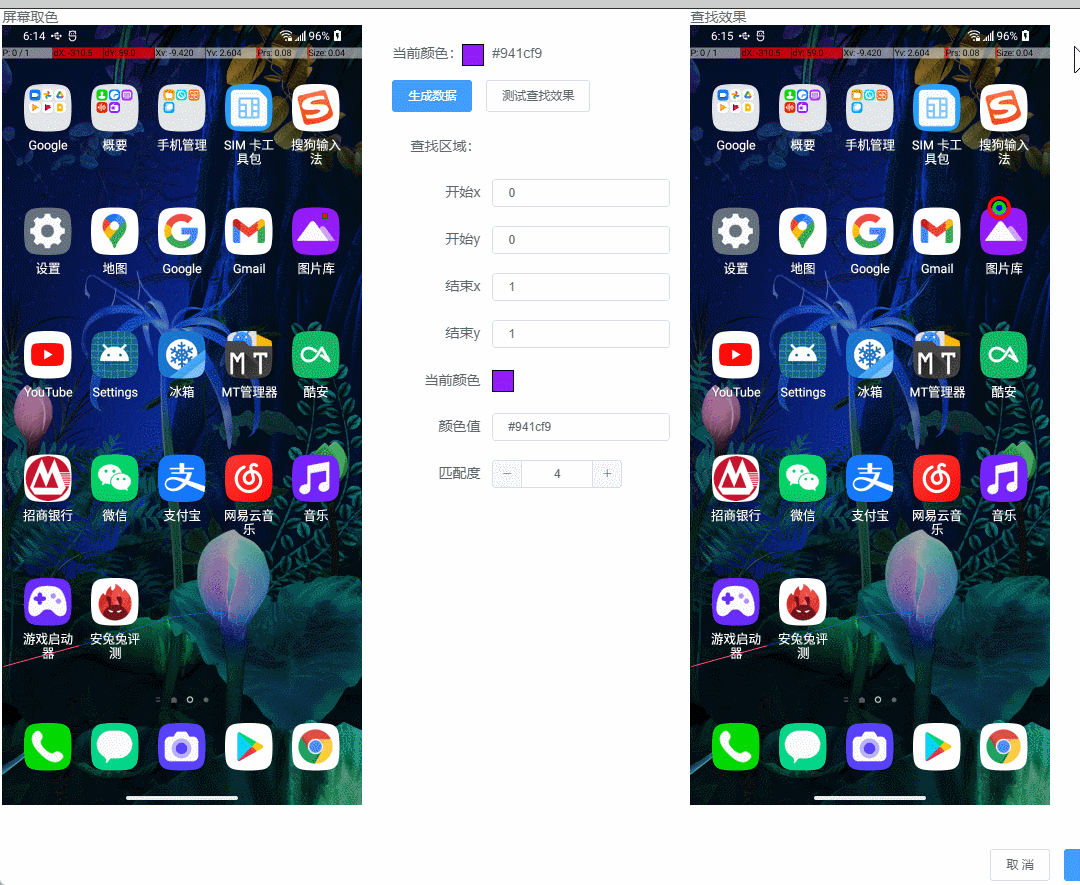 屏幕取色
6:14
96%
P: 0 / 1
dX: -310.5
dY: 59.0
Xv: -9.420
Yv: 2.604
Prs: 0.08
Size: 0.04
Google
概要
手机管理
SIM 卡工
具包
搜狗输入
法
设置
地图
Google
Gmail
图片库
YouTube
Settings
冰箱
MT
MT管理器
酷安
招商银行
微信
支
支付宝
网易云音
乐
音乐
游戏启动
器
安兔兔评
测
当前颜色：
#941cf9
生成数据
测试查找效果
查找区域：
开始x
0
开始y
0
结束x
1
结束y
1
当前颜色
颜色值
#941cf9
匹配度
−
4
+
查找效果
6:15
96%
P: 0 / 1
dX: -310.5
dY: 59.0
Xv: -9.420
Yv: 2.604
Prs: 0.08
Size: 0.04
Google
概要
手机管理
SIM 卡工
具包
搜狗输入
法
设置
地图
Google
Gmail
图片库
YouTube
Settings
冰箱
MT
MT管理器
酷安
招商银行
微信
支
支付宝
网易云音
乐
音乐
游戏启动
器
安兔兔评
测
取 消